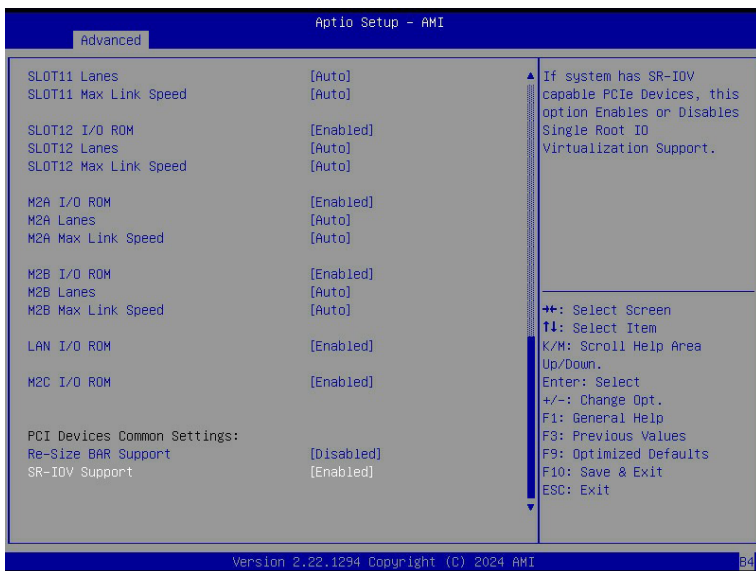 Aptio Setup – AMI
Advanced
SLOT11 Lanes [Auto]
SLOT11 Max Link Speed [Auto]
SLOT12 I/O ROM [Enabled]
SLOT12 Lanes [Auto]
SLOT12 Max Link Speed [Auto]
M2A I/O ROM [Enabled]
M2A Lanes [Auto]
M2A Max Link Speed [Auto]
M2B I/O ROM [Enabled]
M2B Lanes [Auto]
M2B Max Link Speed [Auto]
LAN I/O ROM [Enabled]
M2C I/O ROM [Enabled]
PCI Devices Common Settings:
Re-Size BAR Support [Disabled]
SR-IOV Support [Enabled]
If system has SR-IOV
capable PCIe Devices, this
option Enables or Disables
Single Root IO
Virtualization Support.
→←: Select Screen
↑↓: Select Item
K/M: Scroll Help Area
Up/Down.
Enter: Select
+/-: Change Opt.
F1: General Help
F3: Previous Values
F9: Optimized Defaults
F10: Save & Exit
ESC: Exit
Version 2.22.1294 Copyright (C) 2024 AMI
B4